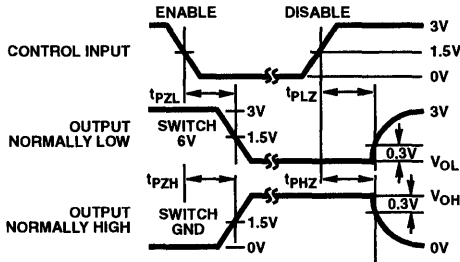 ENABLE DISABLE
CONTROL INPUT
3V
1.5V
0V
tPZL tPLZ
OUTPUT
NORMALLY LOW
SWITCH
6V
3V
1.5V
3V
0.3V
VOL
tPZH tPHZ
OUTPUT
NORMALLY HIGH
SWITCH
GND
1.5V
0V
VOH
0.3V
0V